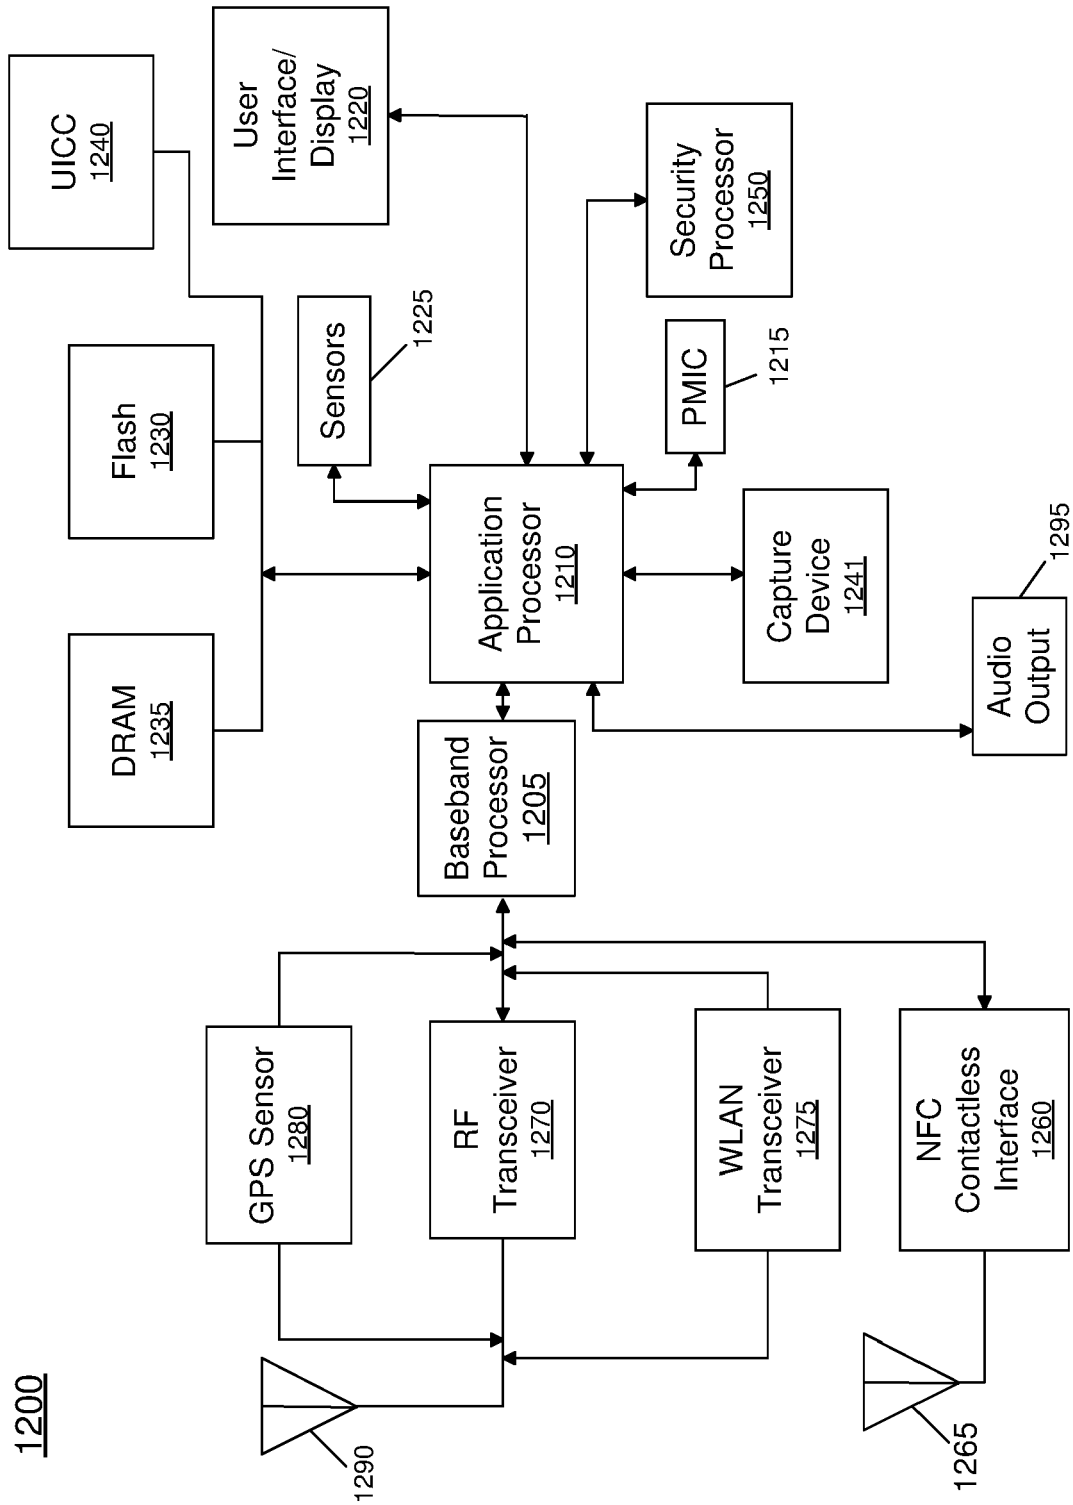 1200
UICC
1240
User
Interface/
Display
1220
Flash
1230
DRAM
1235
Sensors
1225
Security
Processor
1250
PMIC
1215
Application
Processor
1210
Capture
Device
1241
Audio
Output
1295
Baseband
Processor
1205
GPS Sensor
1280
RF
Transceiver
1270
WLAN
Transceiver
1275
NFC
Contactless
Interface
1260
1290
1265